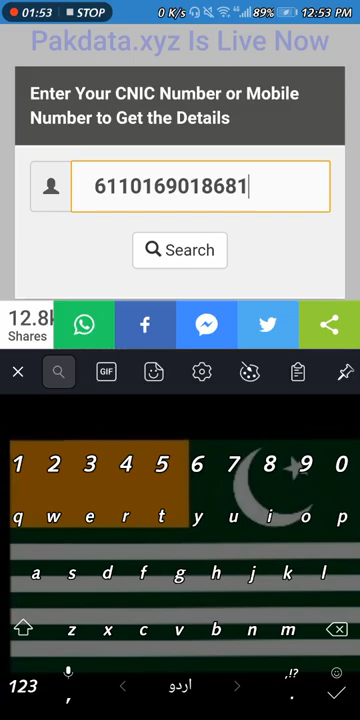 01:53 STOP 0 K/s 4G 89% 12:53 PM
Pakdata.xyz Is Live Now
Enter Your CNIC Number or Mobile
Number to Get the Details
6110169018681
Search
12.8k
Shares
GIF
1 2 3 4 5 6 7 8 9 0
q w e r t y u i o p
a s d f g h j k l
z x c v b n m
,!?
123 , < اردو > .